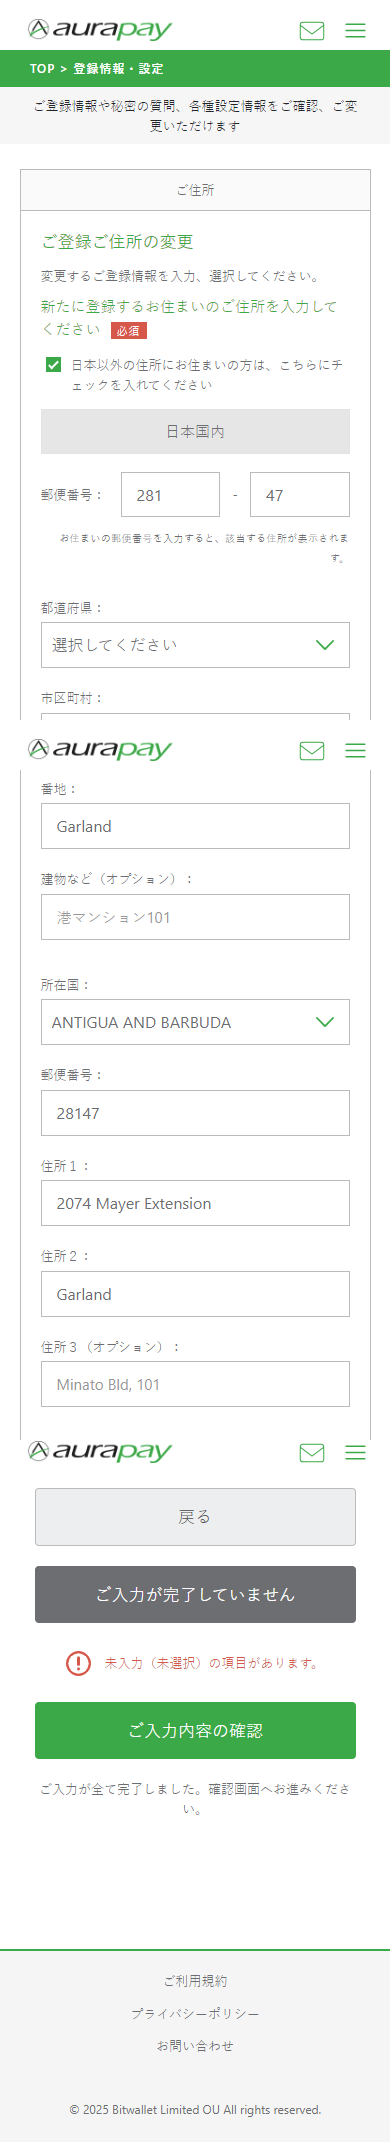 aurapay
TOP > 登録情報・設定
ご登録情報や秘密の質問、各種設定情報をご確認、ご変
更いただけます
ご住所
ご登録ご住所の変更
変更するご登録情報を入力、選択してください。
新たに登録するお住まいのご住所を入力して
ください 必須
日本以外の住所にお住まいの方は、こちらにチ
ェックを入れてください
日本国内
郵便番号： 281 - 47
お住まいの郵便番号を入力すると、該当する住所が表示されま
す。
都道府県：
選択してください
市区町村：
aurapay
番地：
Garland
建物など（オプション）：
港マンション101
所在国：
ANTIGUA AND BARBUDA
郵便番号：
28147
住所１：
2074 Mayer Extension
住所２：
Garland
住所３（オプション）：
Minato Bld, 101
aurapay
戻る
ご入力が完了していません
未入力（未選択）の項目があります。
ご入力内容の確認
ご入力が全て完了しました。確認画面へお進みくださ
い。
ご利用規約
プライバシーポリシー
お問い合わせ
© 2025 Bitwallet Limited OU All rights reserved.